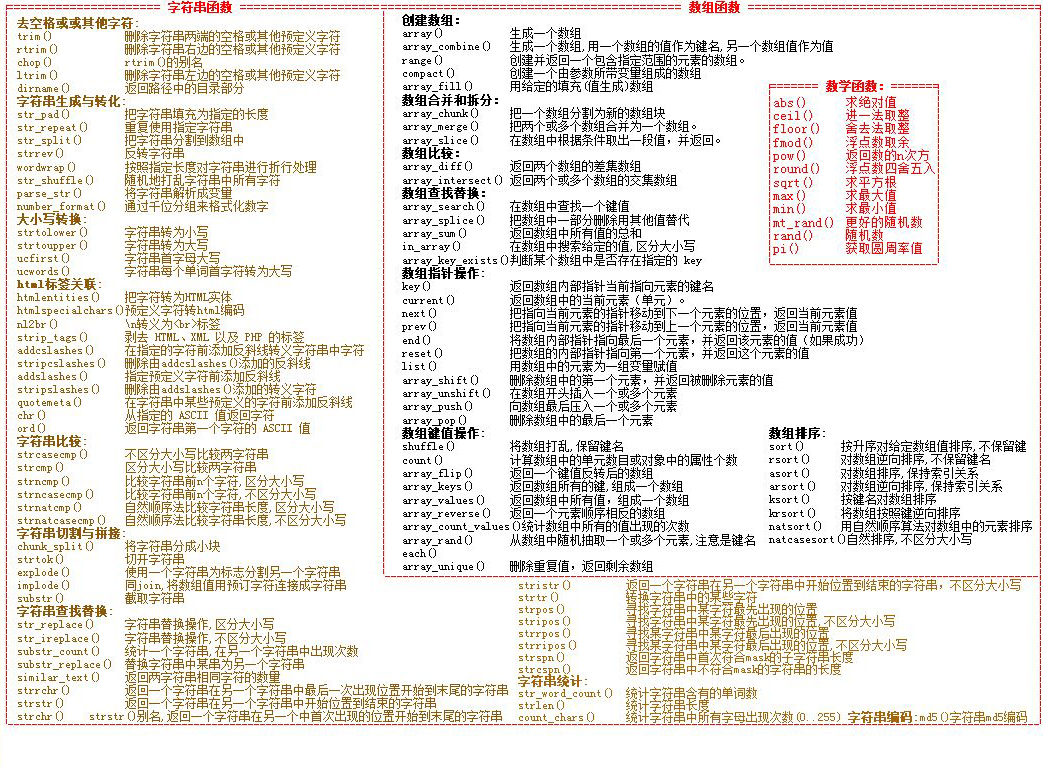 字符串函数
去空格或或其他字符:
trim() 删除字符串两端的空格或其他预定义字符
rtrim() 删除字符串右边的空格或其他预定义字符
chop() rtrim()的别名
ltrim() 删除字符串左边的空格或其他预定义字符
dirname() 返回路径中的目录部分
字符串生成与转化:
str_pad() 把字符串填充为指定的长度
str_repeat() 重复使用指定字符串
str_split() 把字符串分割到数组中
strrev() 反转字符串
wordwrap() 按照指定长度对字符串进行折行处理
str_shuffle() 随机地打乱字符串中所有字符
parse_str() 将字符串解析成变量
number_format() 通过千位分组来格式化数字
大小写转换:
strtolower() 字符串转为小写
strtoupper() 字符串转为大写
ucfirst() 字符串首字母大写
ucwords() 字符串每个单词首字符转为大写
html标签关联:
htmlentities() 把字符转为HTML实体
htmlspecialchars()预定义字符转html编码
nl2br() \n转义为<br>标签
strip_tags() 剥去 HTML、XML 以及 PHP 的标签
addcslashes() 在指定的字符前添加反斜线转义字符串中字符
stripcslashes() 删除由addcslashes()添加的反斜线
addslashes() 指定预定义字符前添加反斜线
stripslashes() 删除由addslashes()添加的转义字符
quotemeta() 在字符串中某些预定义的字符前添加反斜线
chr() 从指定的 ASCII 值返回字符
ord() 返回字符串第一个字符的 ASCII 值
字符串比较:
strcasecmp() 不区分大小写比较两字符串
strcmp() 区分大小写比较两字符串
strncmp() 比较字符串前n个字符,区分大小写
strncasecmp() 比较字符串前n个字符,不区分大小写
strnatcmp() 自然顺序法比较字符串长度,区分大小写
strnatcasecmp() 自然顺序法比较字符串长度,不区分大小写
字符串切割与拼接:
chunk_split() 将字符串分成小块
strtok() 切开字符串
explode() 使用一个字符串为标志分割另一个字符串
implode() 同join,将数组值用预订字符连接成字符串
substr() 截取字符串
字符串查找替换:
str_replace() 字符串替换操作,区分大小写
str_ireplace() 字符串替换操作,不区分大小写
substr_count() 统计一个字符串,在另一个字符串中出现次数
substr_replace() 替换字符串中某串为另一个字符串
similar_text() 返回两字符串相同字符的数量
strrchr() 返回一个字符串在另一个字符串中最后一次出现位置开始到末尾的字符串
strstr() 返回一个字符串在另一个字符串中开始位置到结束的字符串
strchr() strstr()别名,返回一个字符串在另一个中首次出现的位置开始到末尾的字符串
stristr() 返回一个字符串在另一个字符串中开始位置到结束的字符串，不区分大小写
strtr() 转换字符串中的某些字符
strpos() 寻找字符串中某字符最先出现的位置
stripos() 寻找字符串中某字符最先出现的位置,不区分大小写
strrpos() 寻找某字符串中某字符最后出现的位置
strripos() 寻找某字符串中某字符最后出现的位置,不区分大小写
strspn() 返回字符串中首次符合mask的子字符串长度
strcspn() 返回字符串中不符合mask的字符串的长度
字符串统计:
str_word_count() 统计字符串含有的单词数
strlen() 统计字符串长度
count_chars() 统计字符串中所有字母出现次数(0..255) 字符串编码:md5()字符串md5编码
数组函数
创建数组:
array() 生成一个数组
array_combine() 生成一个数组,用一个数组的值作为键名,另一个数组值作为值
range() 创建并返回一个包含指定范围的元素的数组。
compact() 创建一个由参数所带变量组成的数组
array_fill() 用给定的填充(值生成)数组
数组合并和拆分:
array_chunk() 把一个数组分割为新的数组块
array_merge() 把两个或多个数组合并为一个数组。
array_slice() 在数组中根据条件取出一段值，并返回。
数组比较:
array_diff() 返回两个数组的差集数组
array_intersect() 返回两个或多个数组的交集数组
数组查找替换:
array_search() 在数组中查找一个键值
array_splice() 把数组中一部分删除用其他值替代
array_sum() 返回数组中所有值的总和
in_array() 在数组中搜索给定的值,区分大小写
array_key_exists()判断某个数组中是否存在指定的 key
数组指针操作:
key() 返回数组内部指针当前指向元素的键名
current() 返回数组中的当前元素（单元）。
next() 把指向当前元素的指针移动到下一个元素的位置，返回当前元素值
prev() 把指向当前元素的指针移动到上一个元素的位置，返回当前元素值
end() 将数组内部指针指向最后一个元素，并返回该元素的值（如果成功）
reset() 把数组的内部指针指向第一个元素，并返回这个元素的值
list() 用数组中的元素为一组变量赋值
array_shift() 删除数组中的第一个元素，并返回被删除元素的值
array_unshift() 在数组开头插入一个或多个元素
array_push() 向数组最后压入一个或多个元素
array_pop() 删除数组中的最后一个元素
数组键值操作:
shuffle() 将数组打乱,保留键名
count() 计算数组中的单元数目或对象中的属性个数
array_flip() 返回一个键值反转后的数组
array_keys() 返回数组所有的键,组成一个数组
array_values() 返回数组中所有值，组成一个数组
array_reverse() 返回一个元素顺序相反的数组
array_count_values()统计数组中所有的值出现的次数
array_rand() 从数组中随机抽取一个或多个元素,注意是键名
each()
array_unique() 删除重复值，返回剩余数组
数组排序:
sort() 按升序对给定数组值排序,不保留键
rsort() 对数组逆向排序,不保留键名
asort() 对数组排序,保持索引关系
arsort() 对数组逆向排序,保持索引关系
ksort() 按键名对数组排序
krsort() 将数组按照键逆向排序
natsort() 用自然顺序算法对数组中的元素排序
natcasesort()自然排序,不区分大小写
数学函数:
abs() 求绝对值
ceil() 进一法取整
floor() 舍去法取整
fmod() 浮点数取余
pow() 返回数的n次方
round() 浮点数四舍五入
sqrt() 求平方根
max() 求最大值
min() 求最小值
mt_rand() 更好的随机数
rand() 随机数
pi() 获取圆周率值